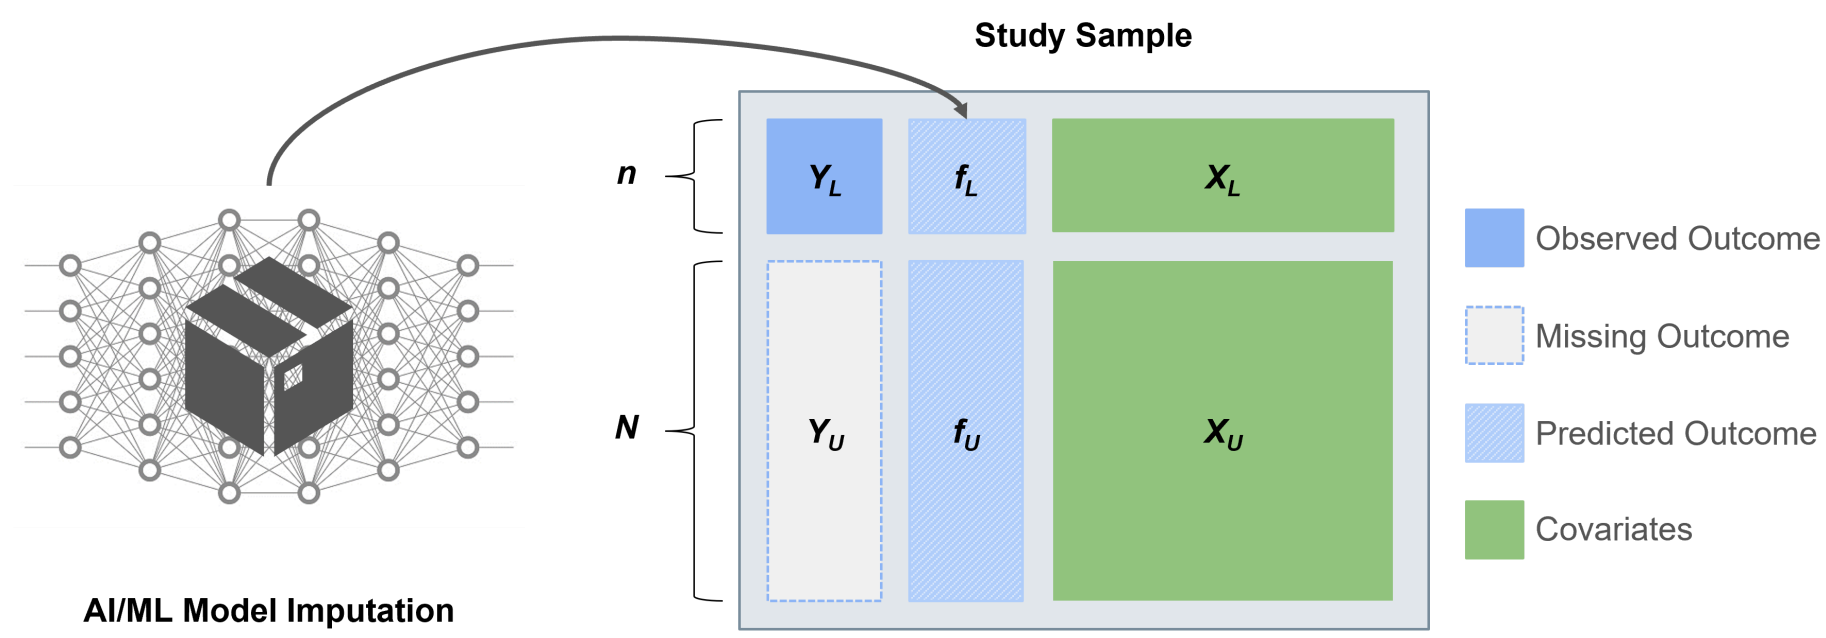 Study Sample
n
Y_L
f_L
X_L
N
Y_U
f_U
X_U
Observed Outcome
Missing Outcome
Predicted Outcome
Covariates
AI/ML Model Imputation